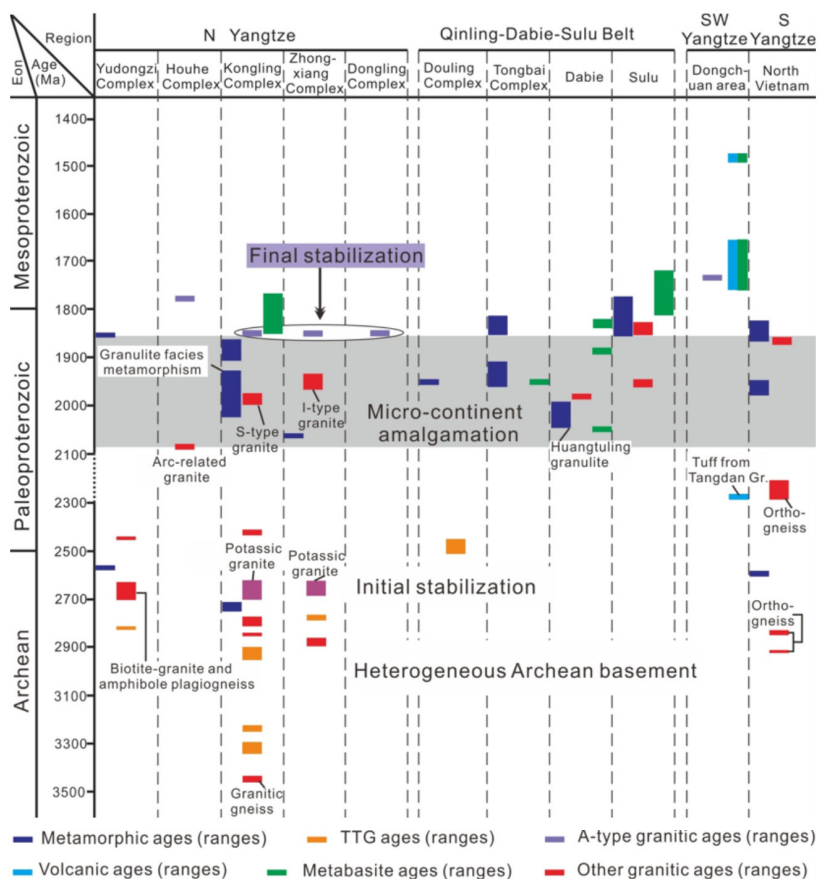 Region
Eon
Age
(Ma)
N Yangtze
Qinling-Dabie-Sulu Belt
SW
Yangtze
S
Yangtze
Yudongzi
Complex
Houhe
Complex
Kongling
Complex
Zhong-
xiang
Complex
Dongling
Complex
Douling
Complex
Tongbai
Complex
Dabie
Sulu
Dongch-
uan area
North
Vietnam
Mesoproterozoic
Paleoproterozoic
Archean
1400
1500
1600
1700
1800
1900
2000
2100
2300
2500
2700
2900
3100
3300
3500
Final stabilization
Granulite facies
metamorphism
S-type
granite
I-type
granite
Micro-continent
amalgamation
Huangtuling
granulite
Arc-related
granite
Tuff from
Tangdan Gr.
Ortho-
gneiss
Potassic
granite
Potassic
granite
Initial stabilization
Ortho-
gneiss
Biotite-granite and
amphibole plagiogneiss
Heterogeneous Archean basement
Granitic
gneiss
Metamorphic ages (ranges)
TTG ages (ranges)
A-type granitic ages (ranges)
Volcanic ages (ranges)
Metabasite ages (ranges)
Other granitic ages (ranges)